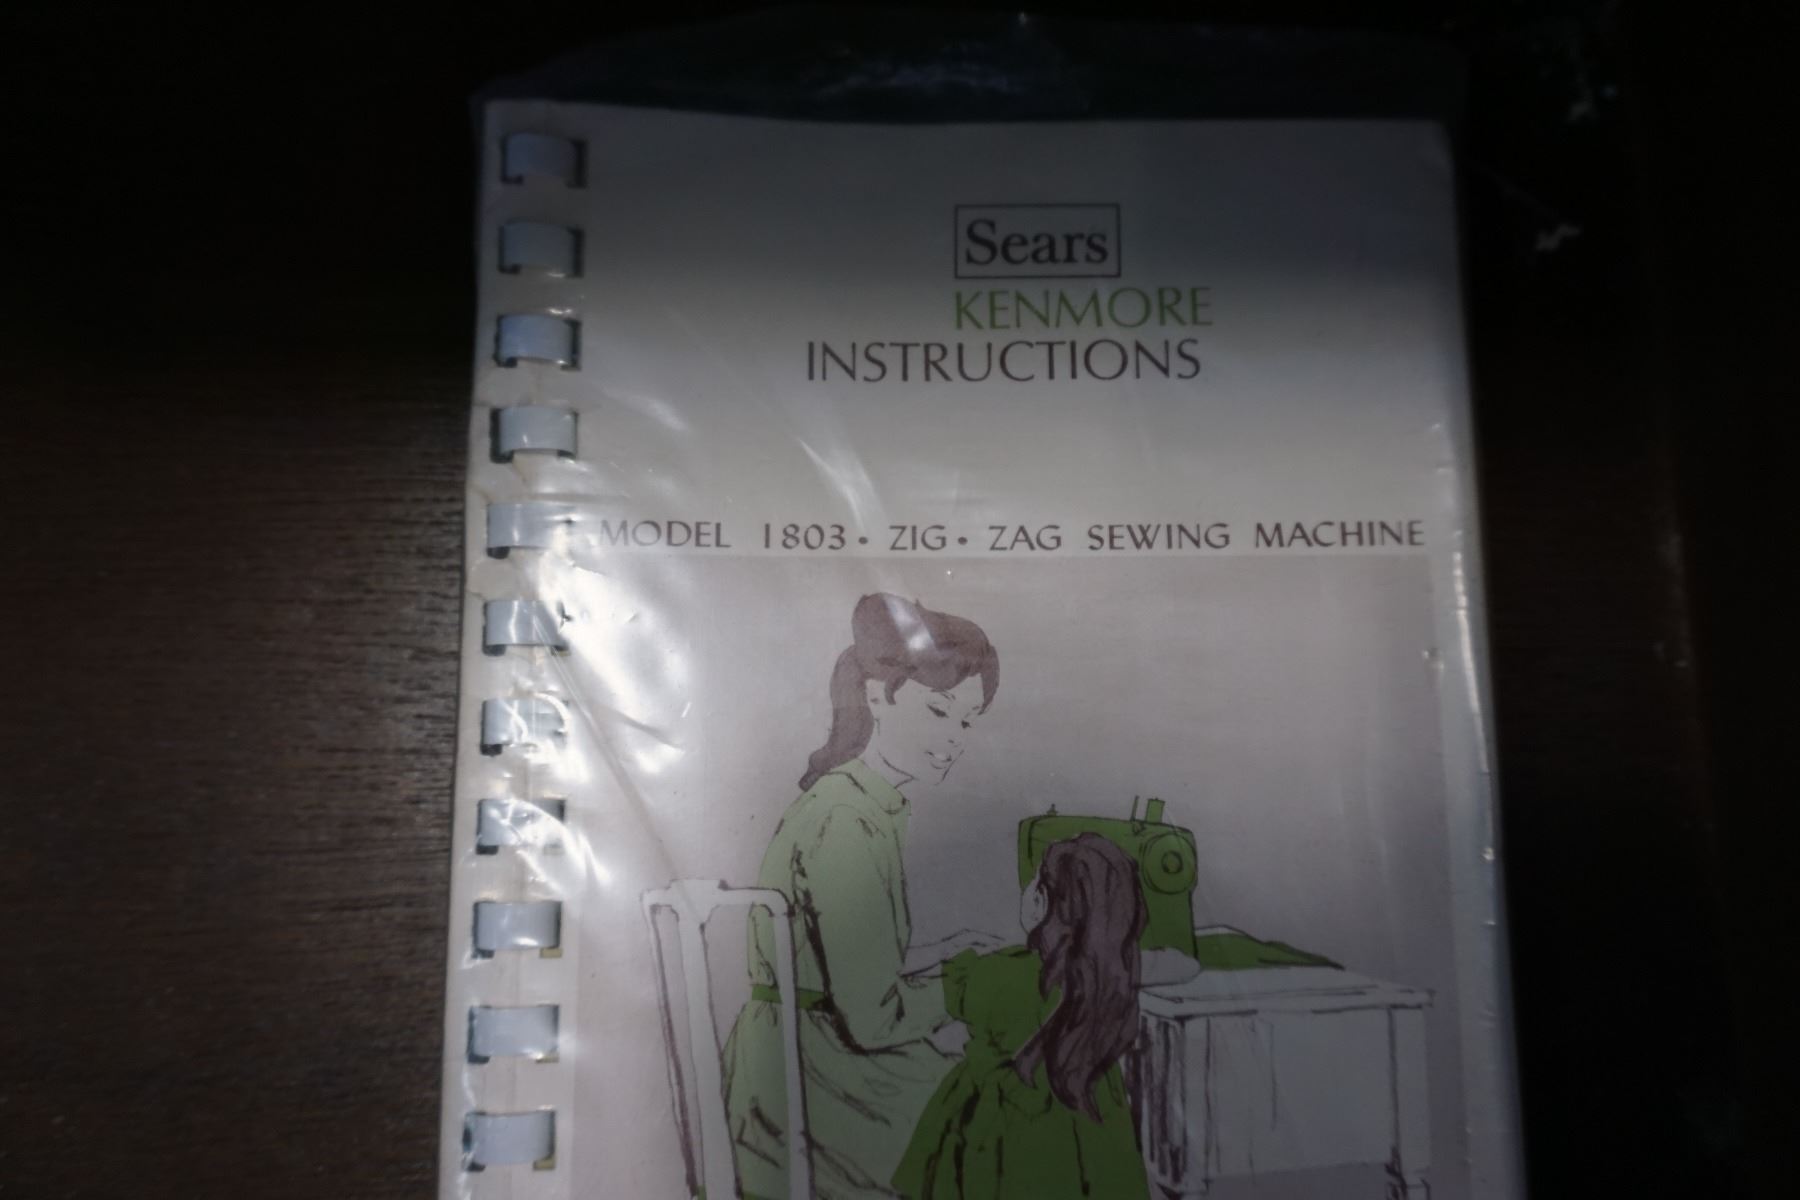 Sears
KENMORE
INSTRUCTIONS
MODEL 1803 • ZIG • ZAG SEWING MACHINE